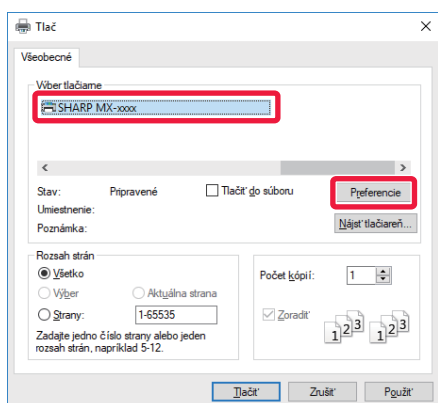 Tlač
Všeobecné
Výber tlačiarne
SHARP MX-xxxx
Stav: Pripravené Tlačiť do súboru Preferencie
Umiestnenie:
Poznámka: Nájsť tlačiareň...
Rozsah strán
Všetko
Výber Aktuálna strana
Strany: 1-65535
Zadajte jedno číslo strany alebo jeden
rozsah strán, napríklad 5-12.
Počet kópií: 1
Zoradiť
1 2 3 1 2 3
Tlačiť Zrušiť Použiť